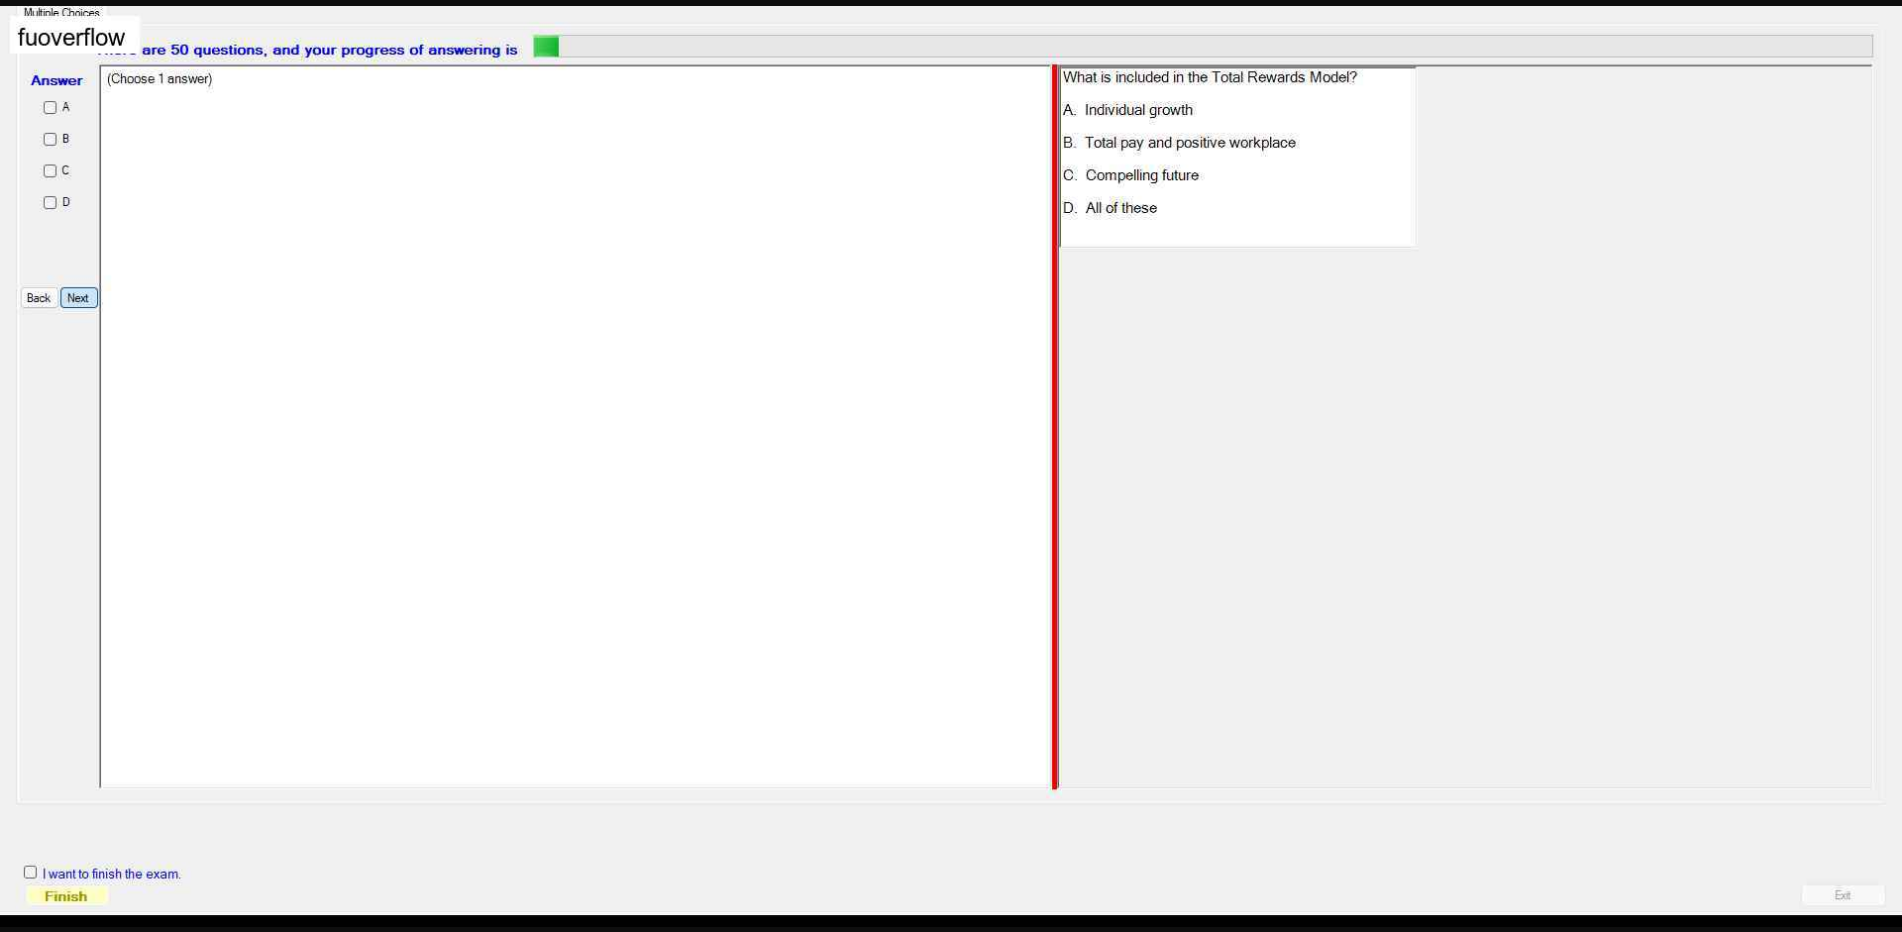 Multiple Choices
fuoverflow
are 50 questions, and your progress of answering is
Answer
(Choose 1 answer)
A
B
C
D
Back
Next
What is included in the Total Rewards Model?
A. Individual growth
B. Total pay and positive workplace
C. Compelling future
D. All of these
I want to finish the exam.
Finish
Exit